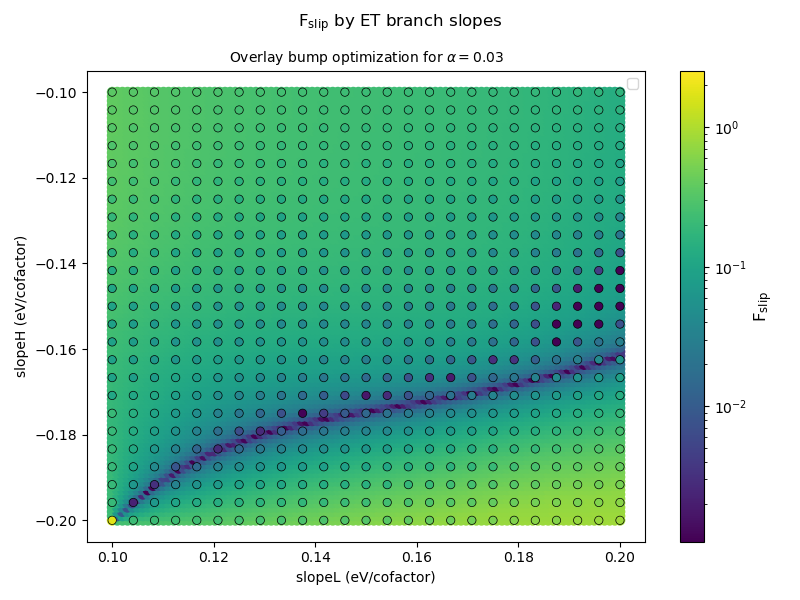 F_slip by ET branch slopes
Overlay bump optimization for α = 0.03
−0.10
−0.12
−0.14
−0.16
−0.18
−0.20
slopeH (eV/cofactor)
0.10 0.12 0.14 0.16 0.18 0.20
slopeL (eV/cofactor)
10^0
10^−1
10^−2
F_slip